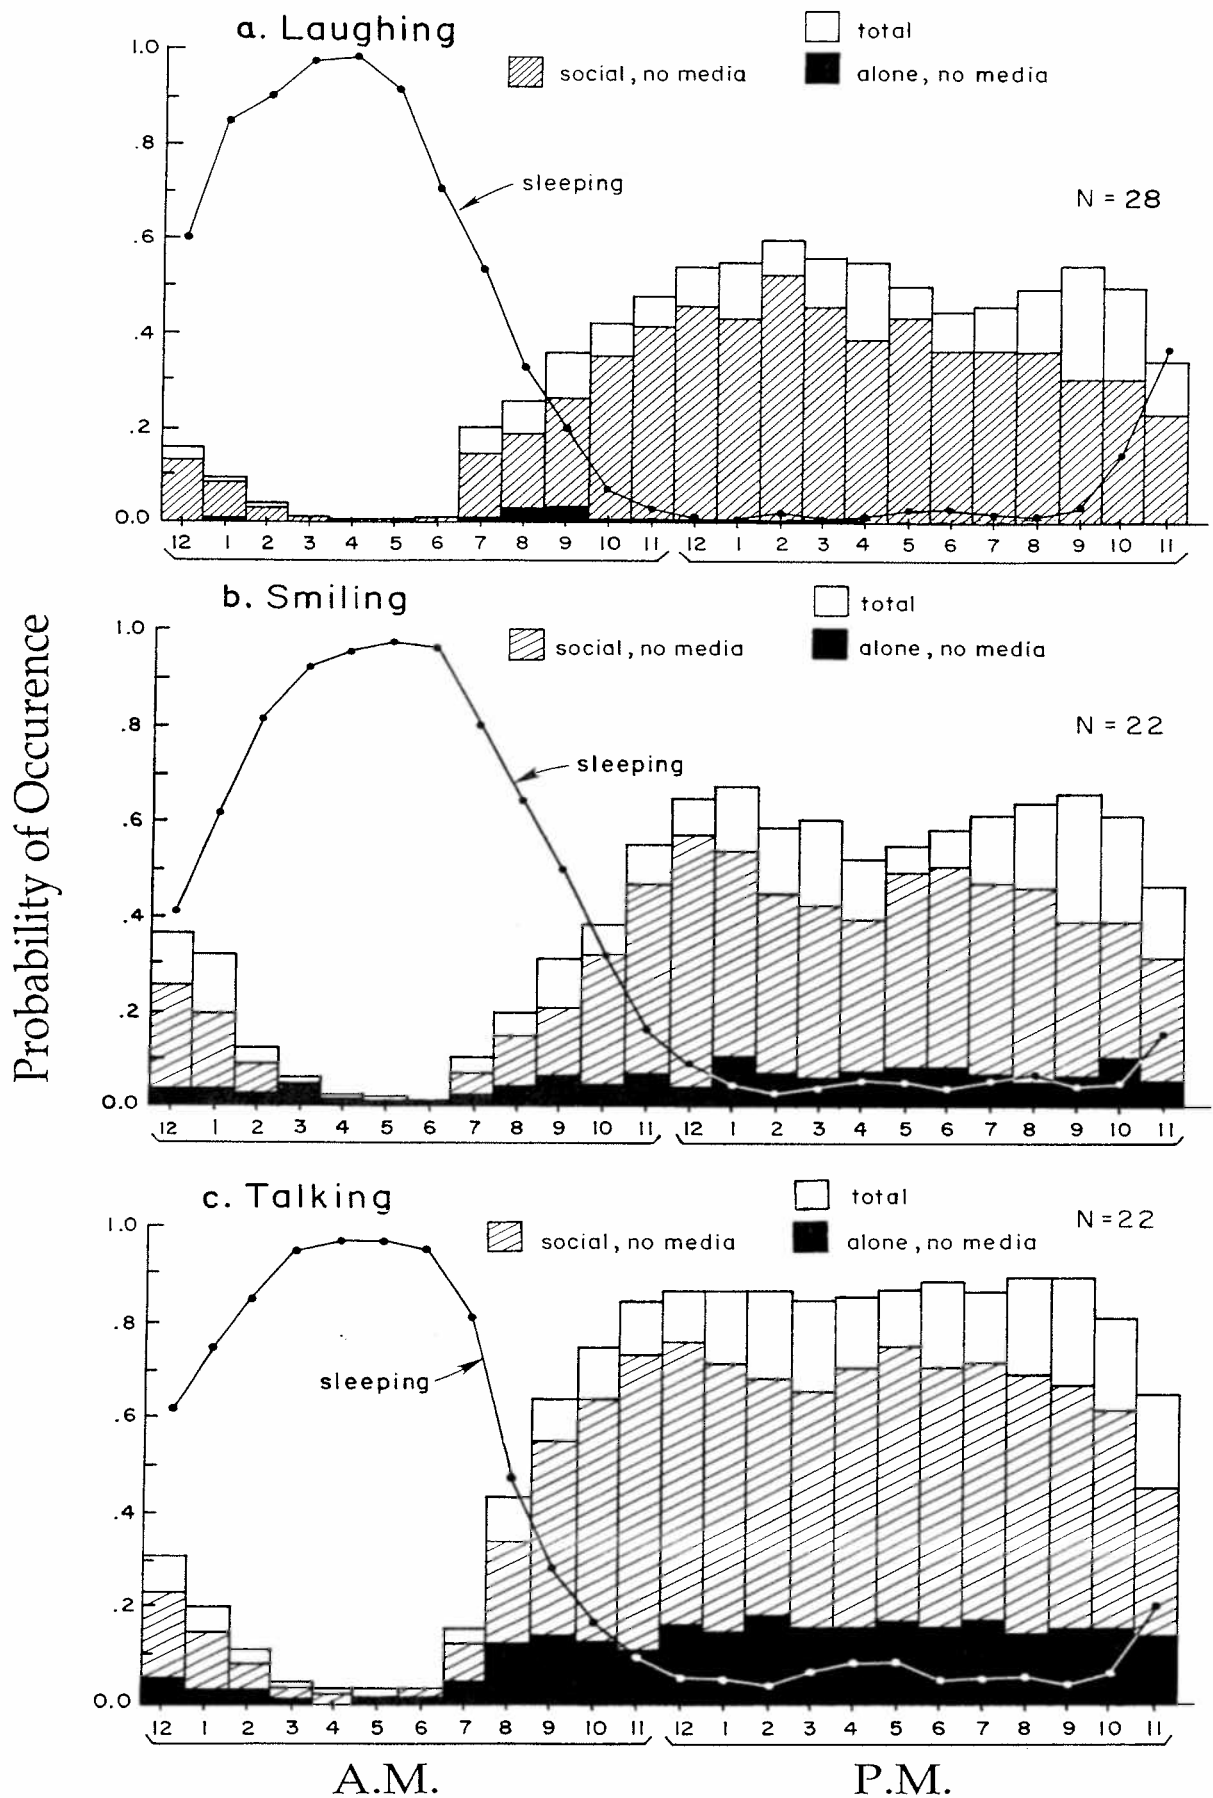 a. Laughing
total
social, no media
alone, no media
1.0
.8
.6
.4
.2
0.0
sleeping
N = 28
12 1 2 3 4 5 6 7 8 9 10 11 12 1 2 3 4 5 6 7 8 9 10 11
b. Smiling
total
social, no media
alone, no media
1.0
.8
.6
.4
.2
0.0
sleeping
N = 22
12 1 2 3 4 5 6 7 8 9 10 11 12 1 2 3 4 5 6 7 8 9 10 11
Probability of Occurence
c. Talking
total
social, no media
alone, no media
1.0
.8
.6
.4
.2
0.0
sleeping
N = 22
12 1 2 3 4 5 6 7 8 9 10 11 12 1 2 3 4 5 6 7 8 9 10 11
A.M. P.M.